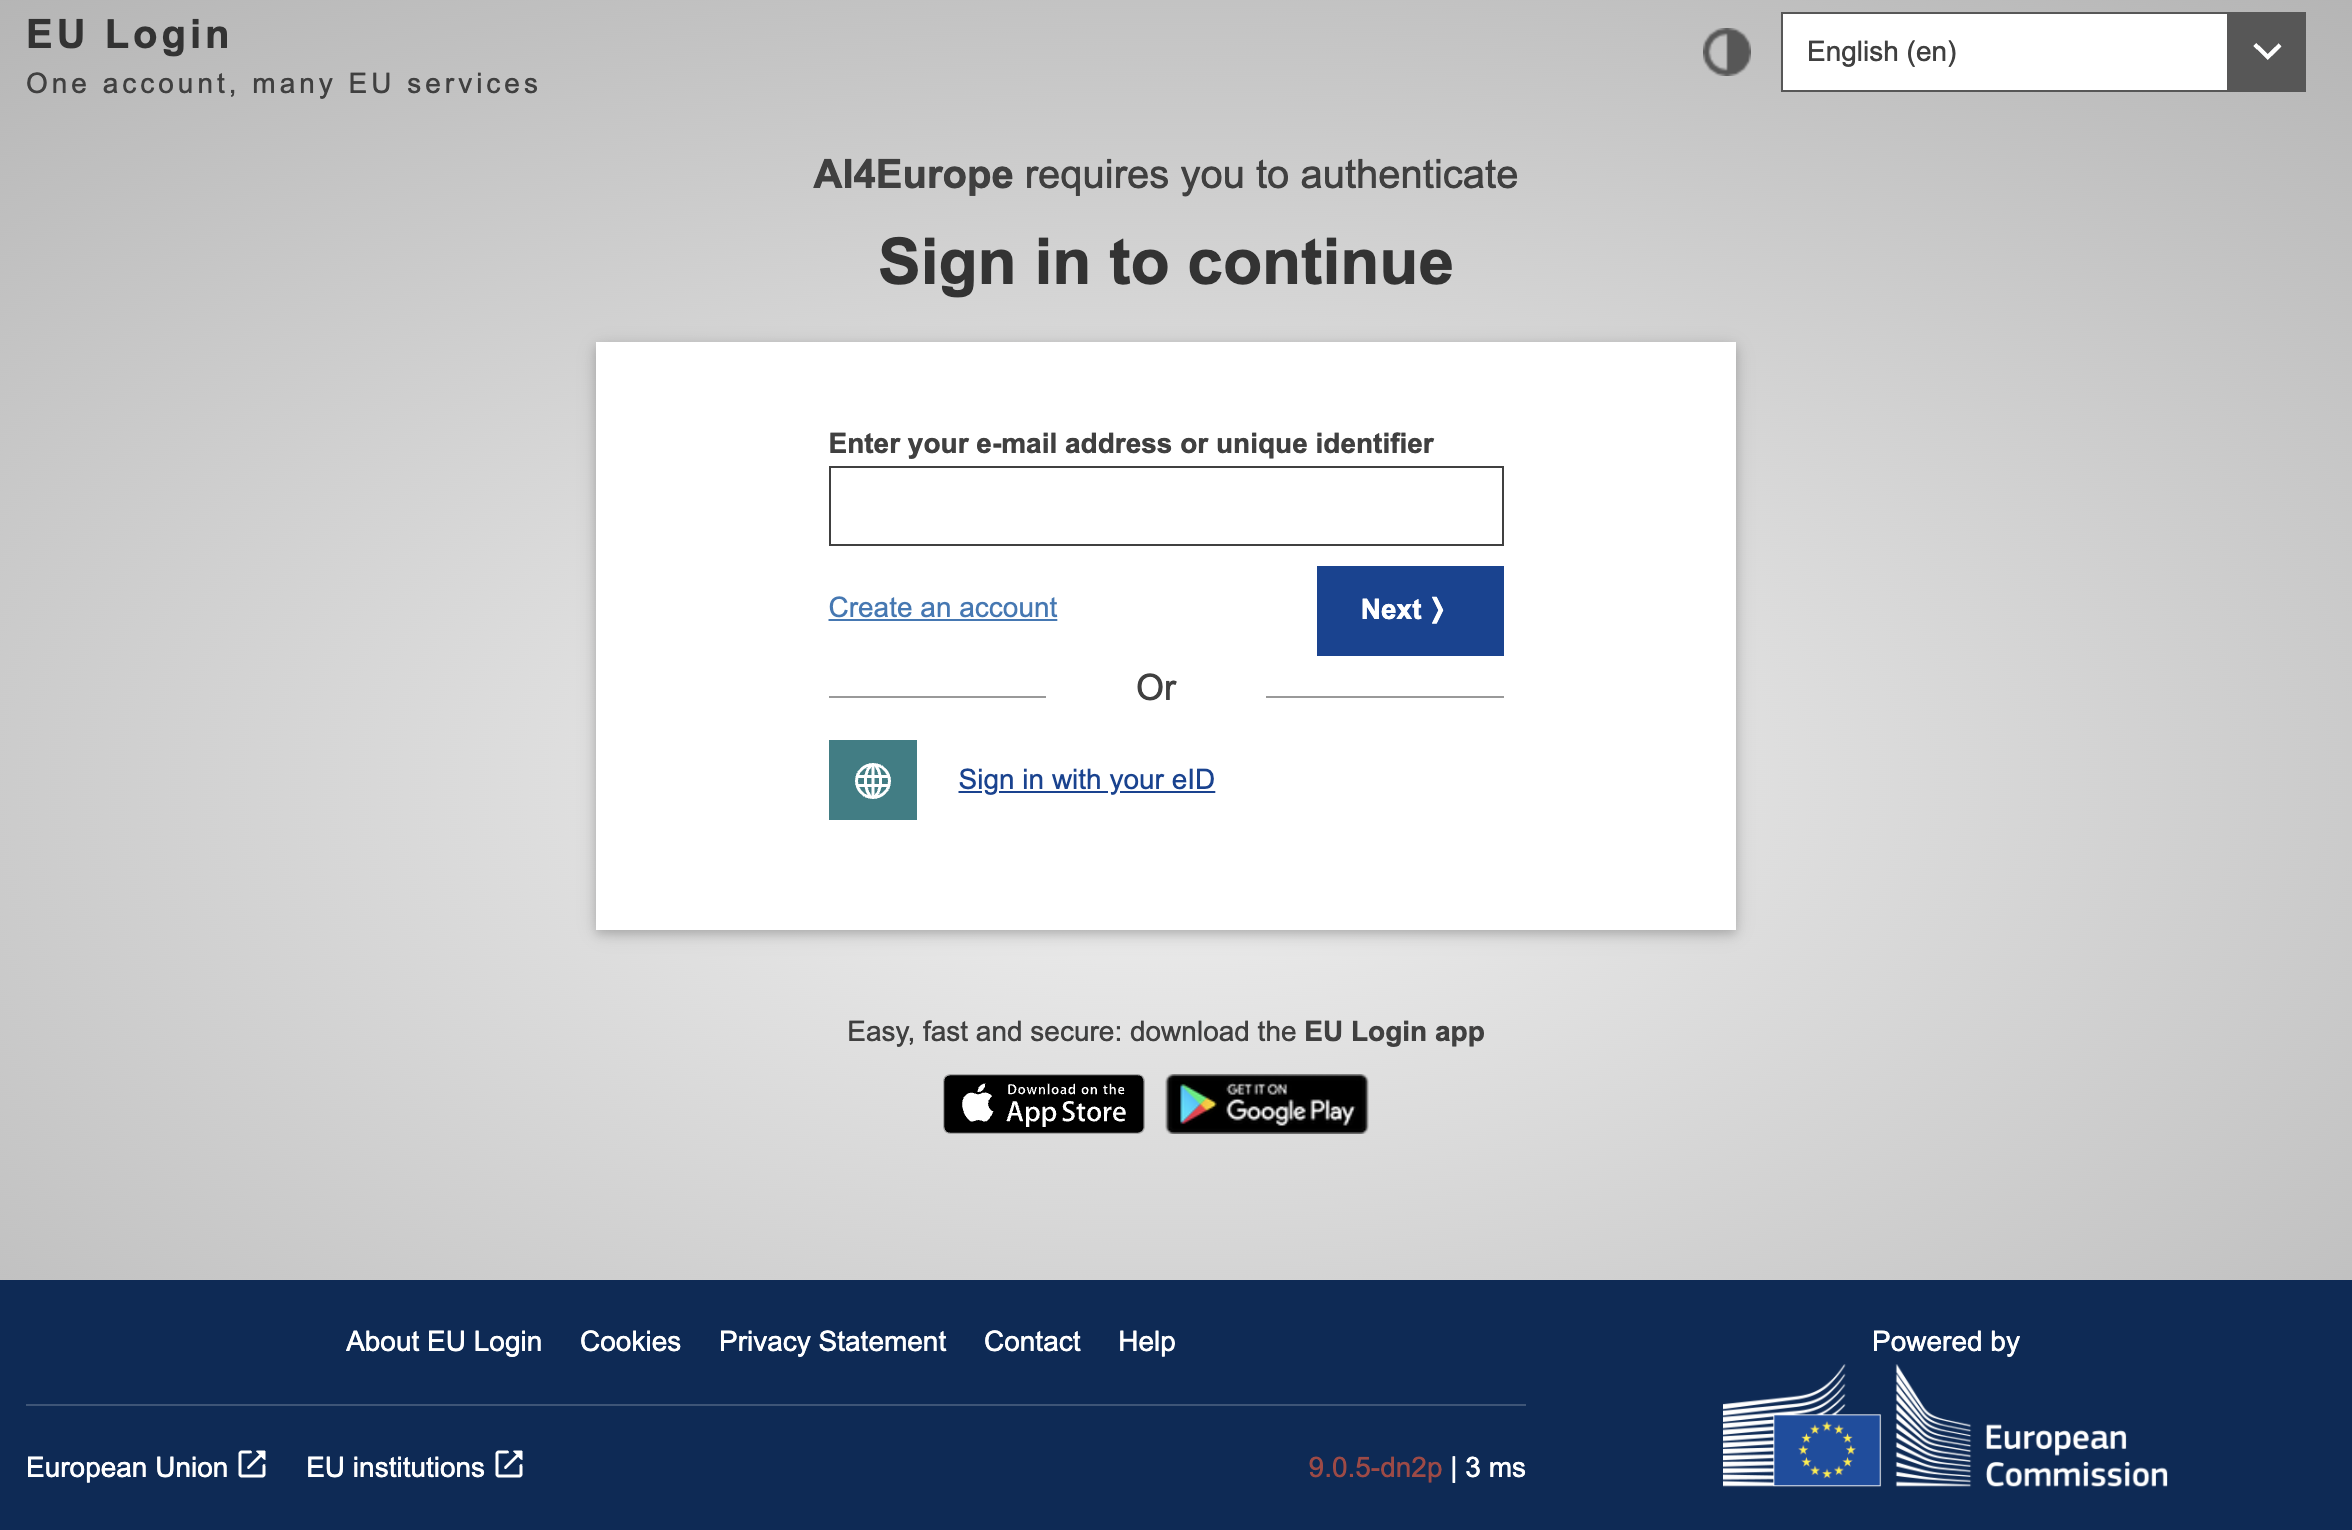 EU Login
One account, many EU services
English (en)
AI4Europe requires you to authenticate
Sign in to continue
Enter your e-mail address or unique identifier
Create an account
Next ❯
Or
Sign in with your eID
Easy, fast and secure: download the EU Login app
Download on the
App Store
GET IT ON
Google Play
About EU Login Cookies Privacy Statement Contact Help
Powered by
European Union EU institutions
9.0.5-dn2p | 3 ms
European
Commission